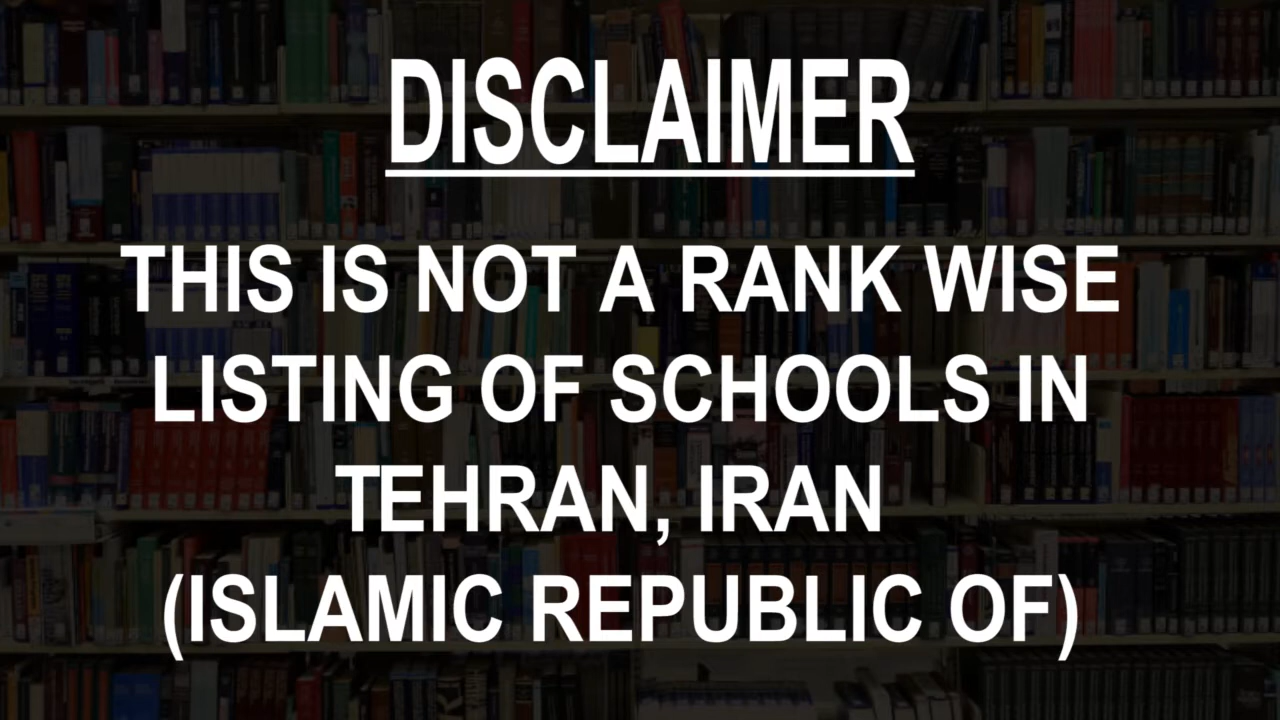 DISCLAIMER
THIS IS NOT A RANK WISE
LISTING OF SCHOOLS IN
TEHRAN, IRAN
(ISLAMIC REPUBLIC OF)